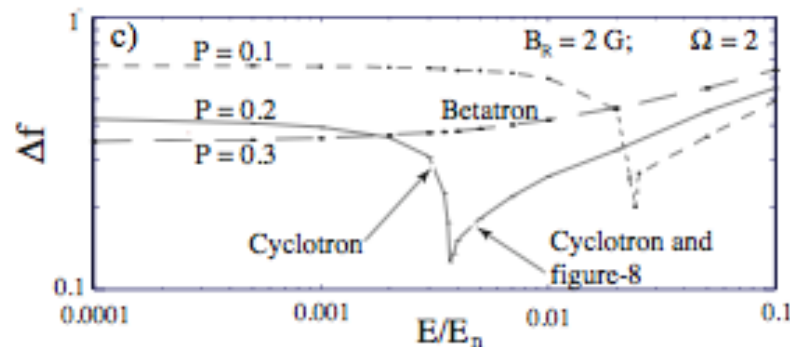 1
c)
P = 0.1
B_R = 2 G; Ω = 2
P = 0.2
Betatron
Δf
P = 0.3
Cyclotron
Cyclotron and
figure-8
0.1
0.0001
0.001
0.01
0.1
E/E_n